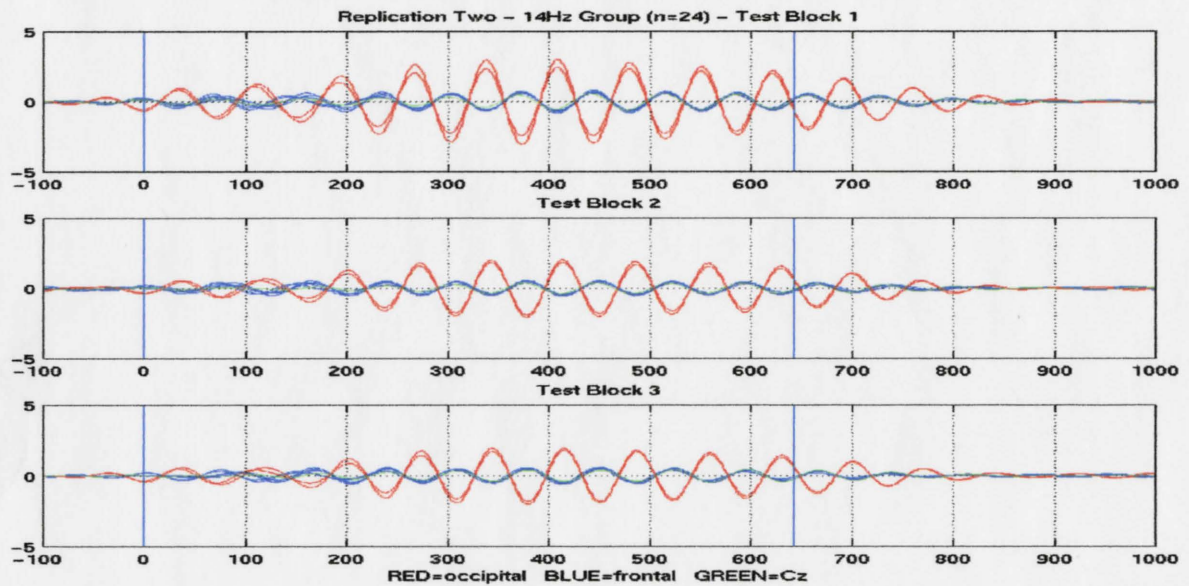 Replication Two – 14Hz Group (n=24) – Test Block 1
5
0
−5
−100 0 100 200 300 400 500 600 700 800 900 1000
Test Block 2
5
0
−5
−100 0 100 200 300 400 500 600 700 800 900 1000
Test Block 3
5
0
−5
−100 0 100 200 300 400 500 600 700 800 900 1000
RED=occipital BLUE=frontal GREEN=Cz